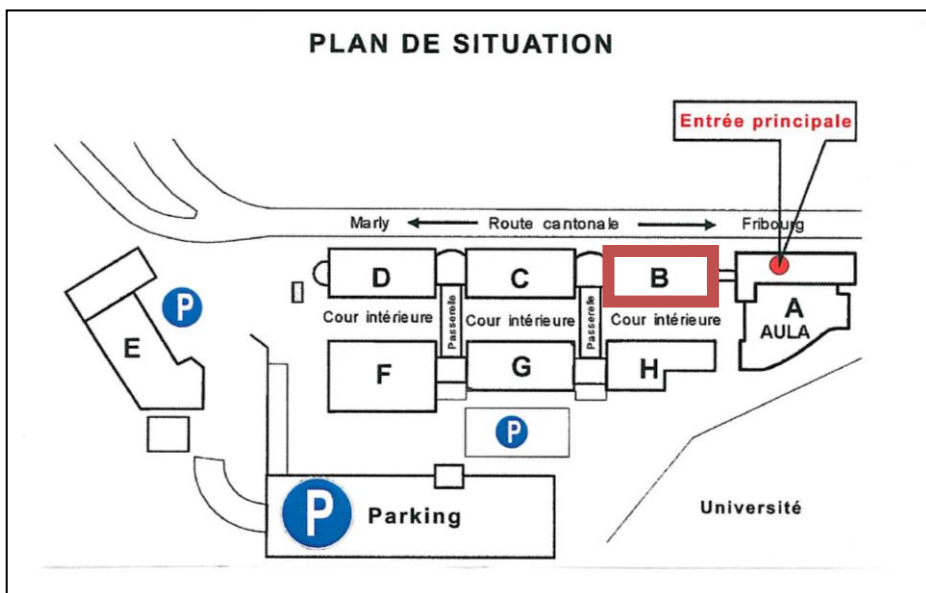 PLAN DE SITUATION
Entrée principale
Marly
Route cantonale
Fribourg
D
C
B
A
AULA
E
P
Cour intérieure
Passerelle
Cour intérieure
Passerelle
Cour intérieure
F
G
H
P
P
Parking
Université